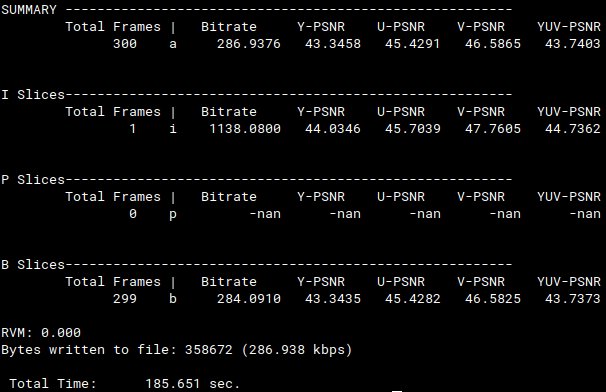 SUMMARY --------------------------------------------------------
Total Frames |   Bitrate     Y-PSNR    U-PSNR    V-PSNR    YUV-PSNR
300    a     286.9376   43.3458   45.4291   46.5865   43.7403
I Slices--------------------------------------------------------
Total Frames |   Bitrate     Y-PSNR    U-PSNR    V-PSNR    YUV-PSNR
1    i    1138.0800   44.0346   45.7039   47.7605   44.7362
P Slices--------------------------------------------------------
Total Frames |   Bitrate     Y-PSNR    U-PSNR    V-PSNR    YUV-PSNR
0    p         -nan      -nan      -nan      -nan      -nan
B Slices--------------------------------------------------------
Total Frames |   Bitrate     Y-PSNR    U-PSNR    V-PSNR    YUV-PSNR
299    b     284.0910   43.3435   45.4282   46.5825   43.7373
RVM: 0.000
Bytes written to file: 358672 (286.938 kbps)
Total Time:      185.651 sec.